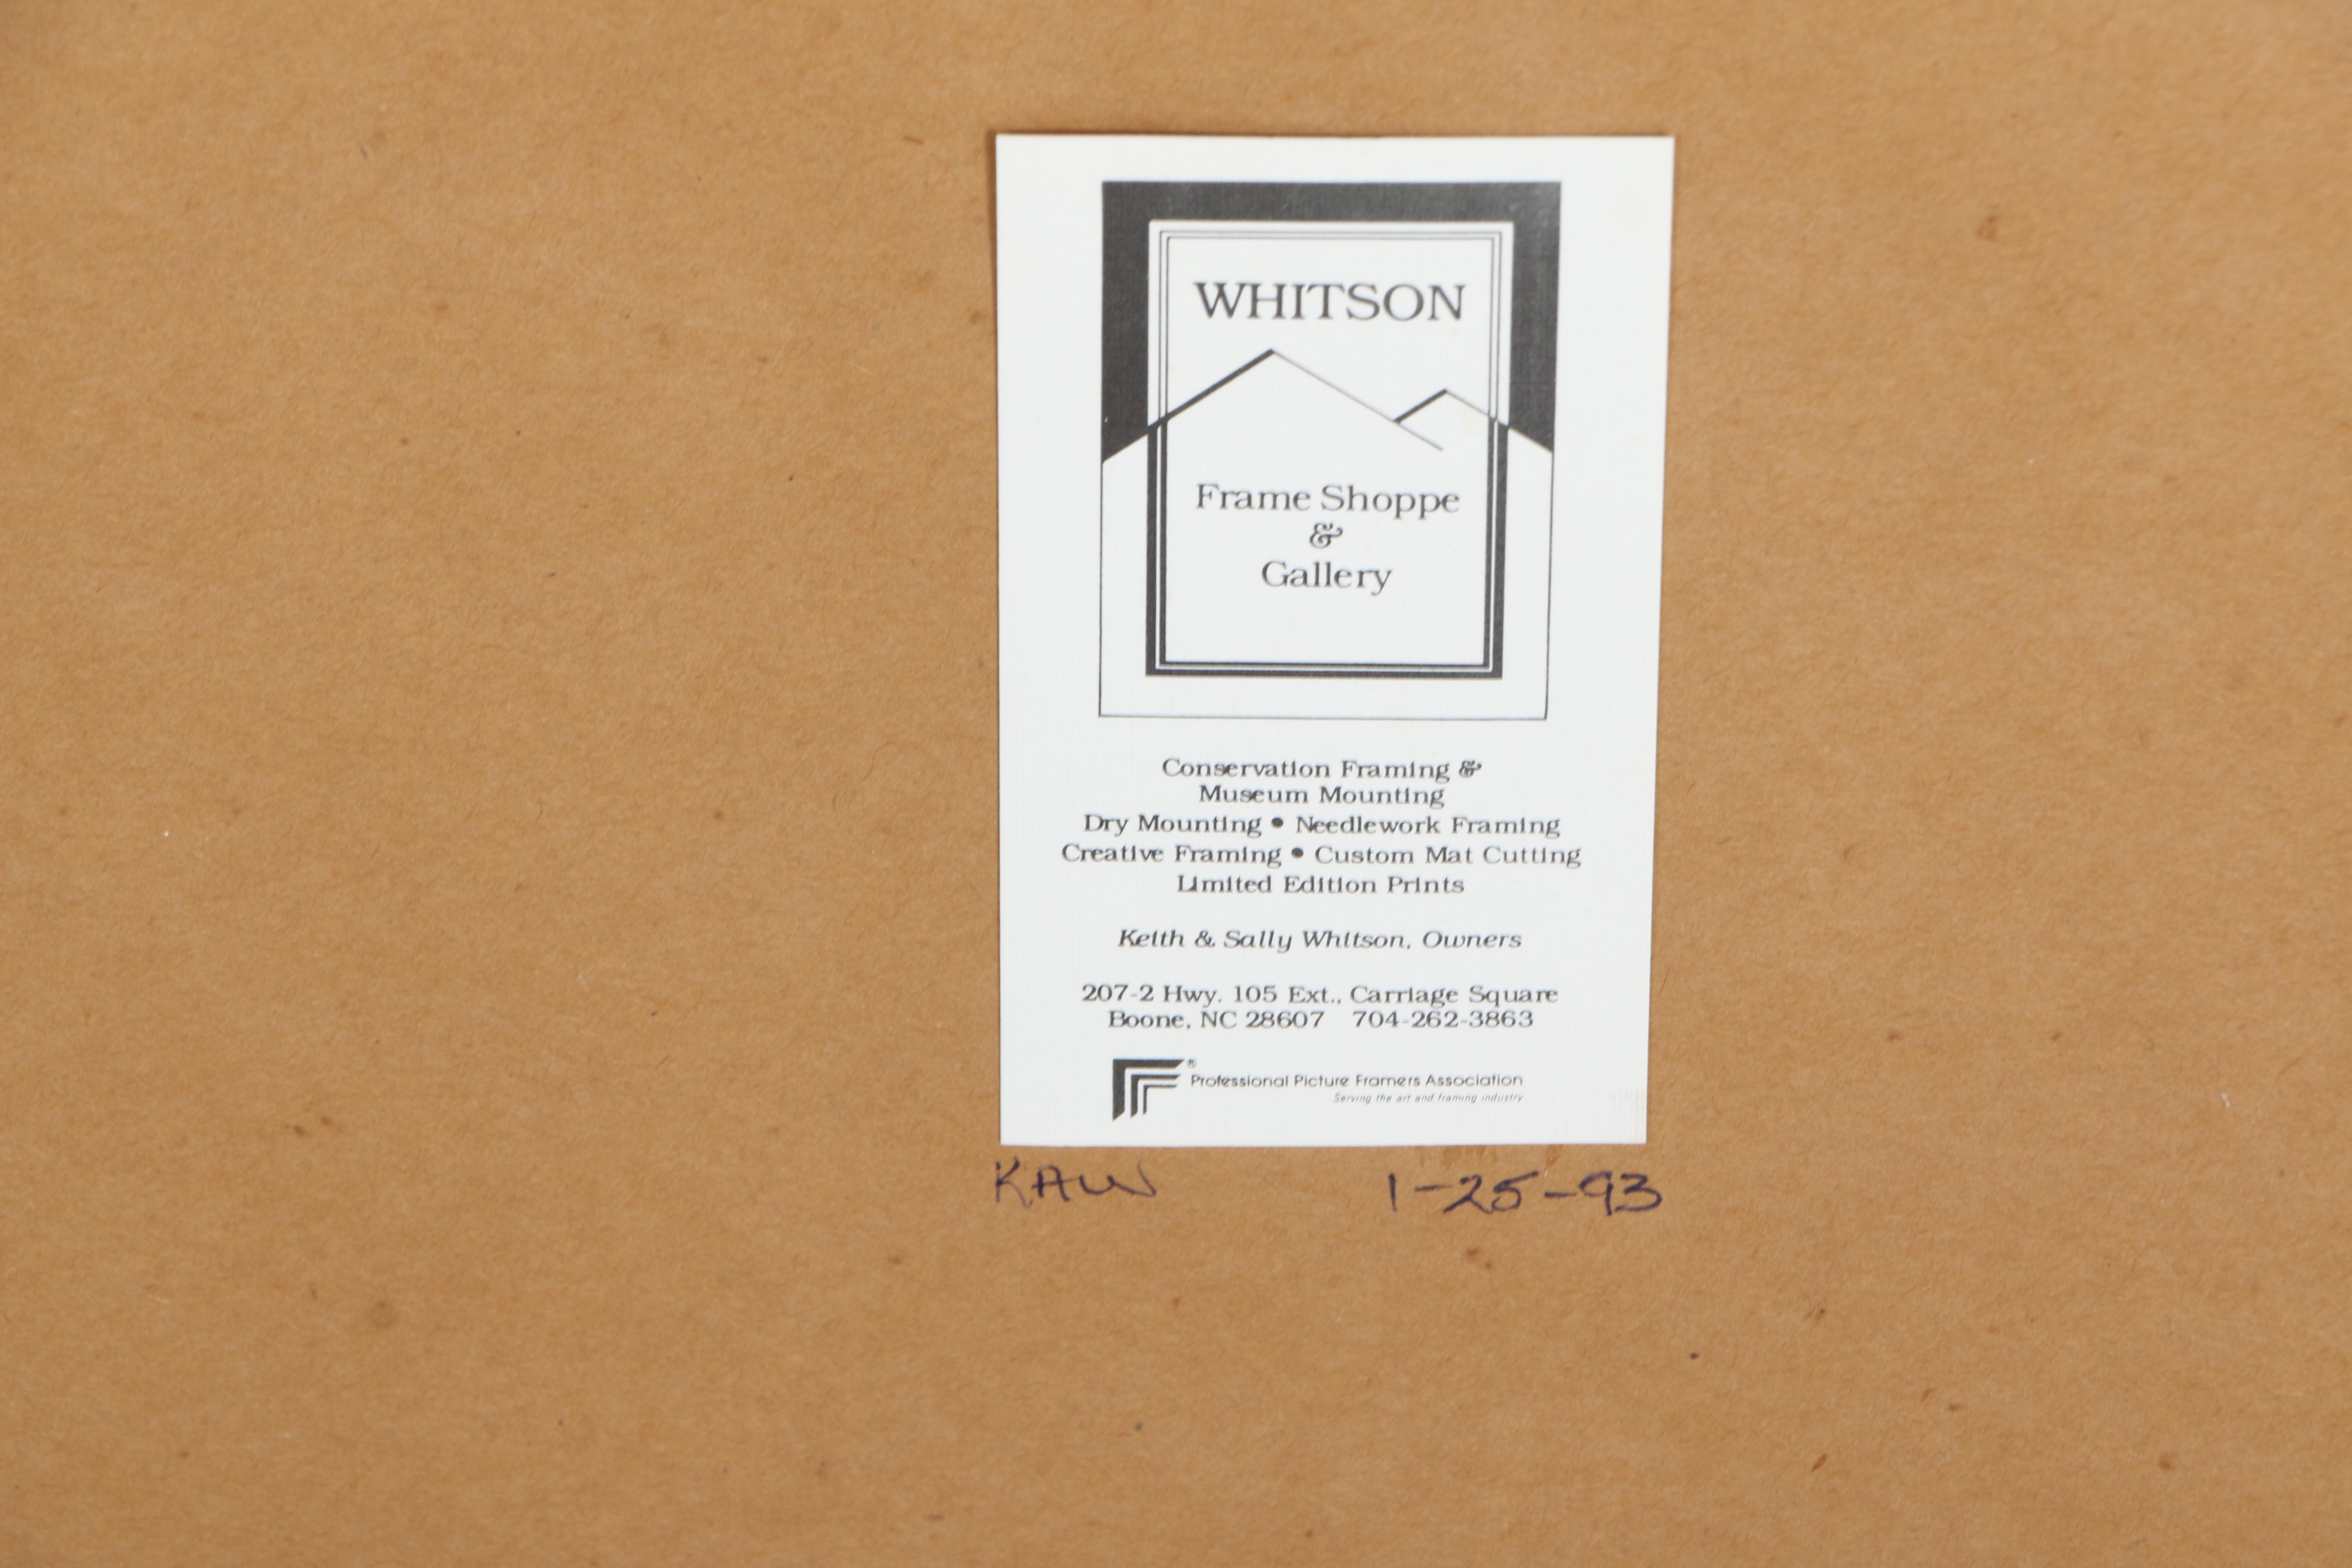 WHITSON
Frame Shoppe
&
Gallery
Conservation Framing &
Museum Mounting
Dry Mounting • Needlework Framing
Creative Framing • Custom Mat Cutting
Limited Edition Prints
Keith & Sally Whitson, Owners
207-2 Hwy. 105 Ext., Carriage Square
Boone, NC 28607 704-262-3863
® Professional Picture Framers Association
Serving the art and framing industry
KAW 1-25-93